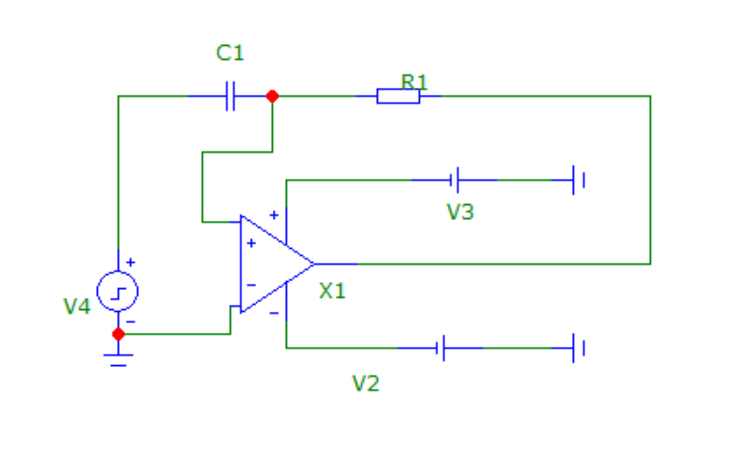 C1
R1
+
V3
+
+
−
X1
V4
−
−
V2